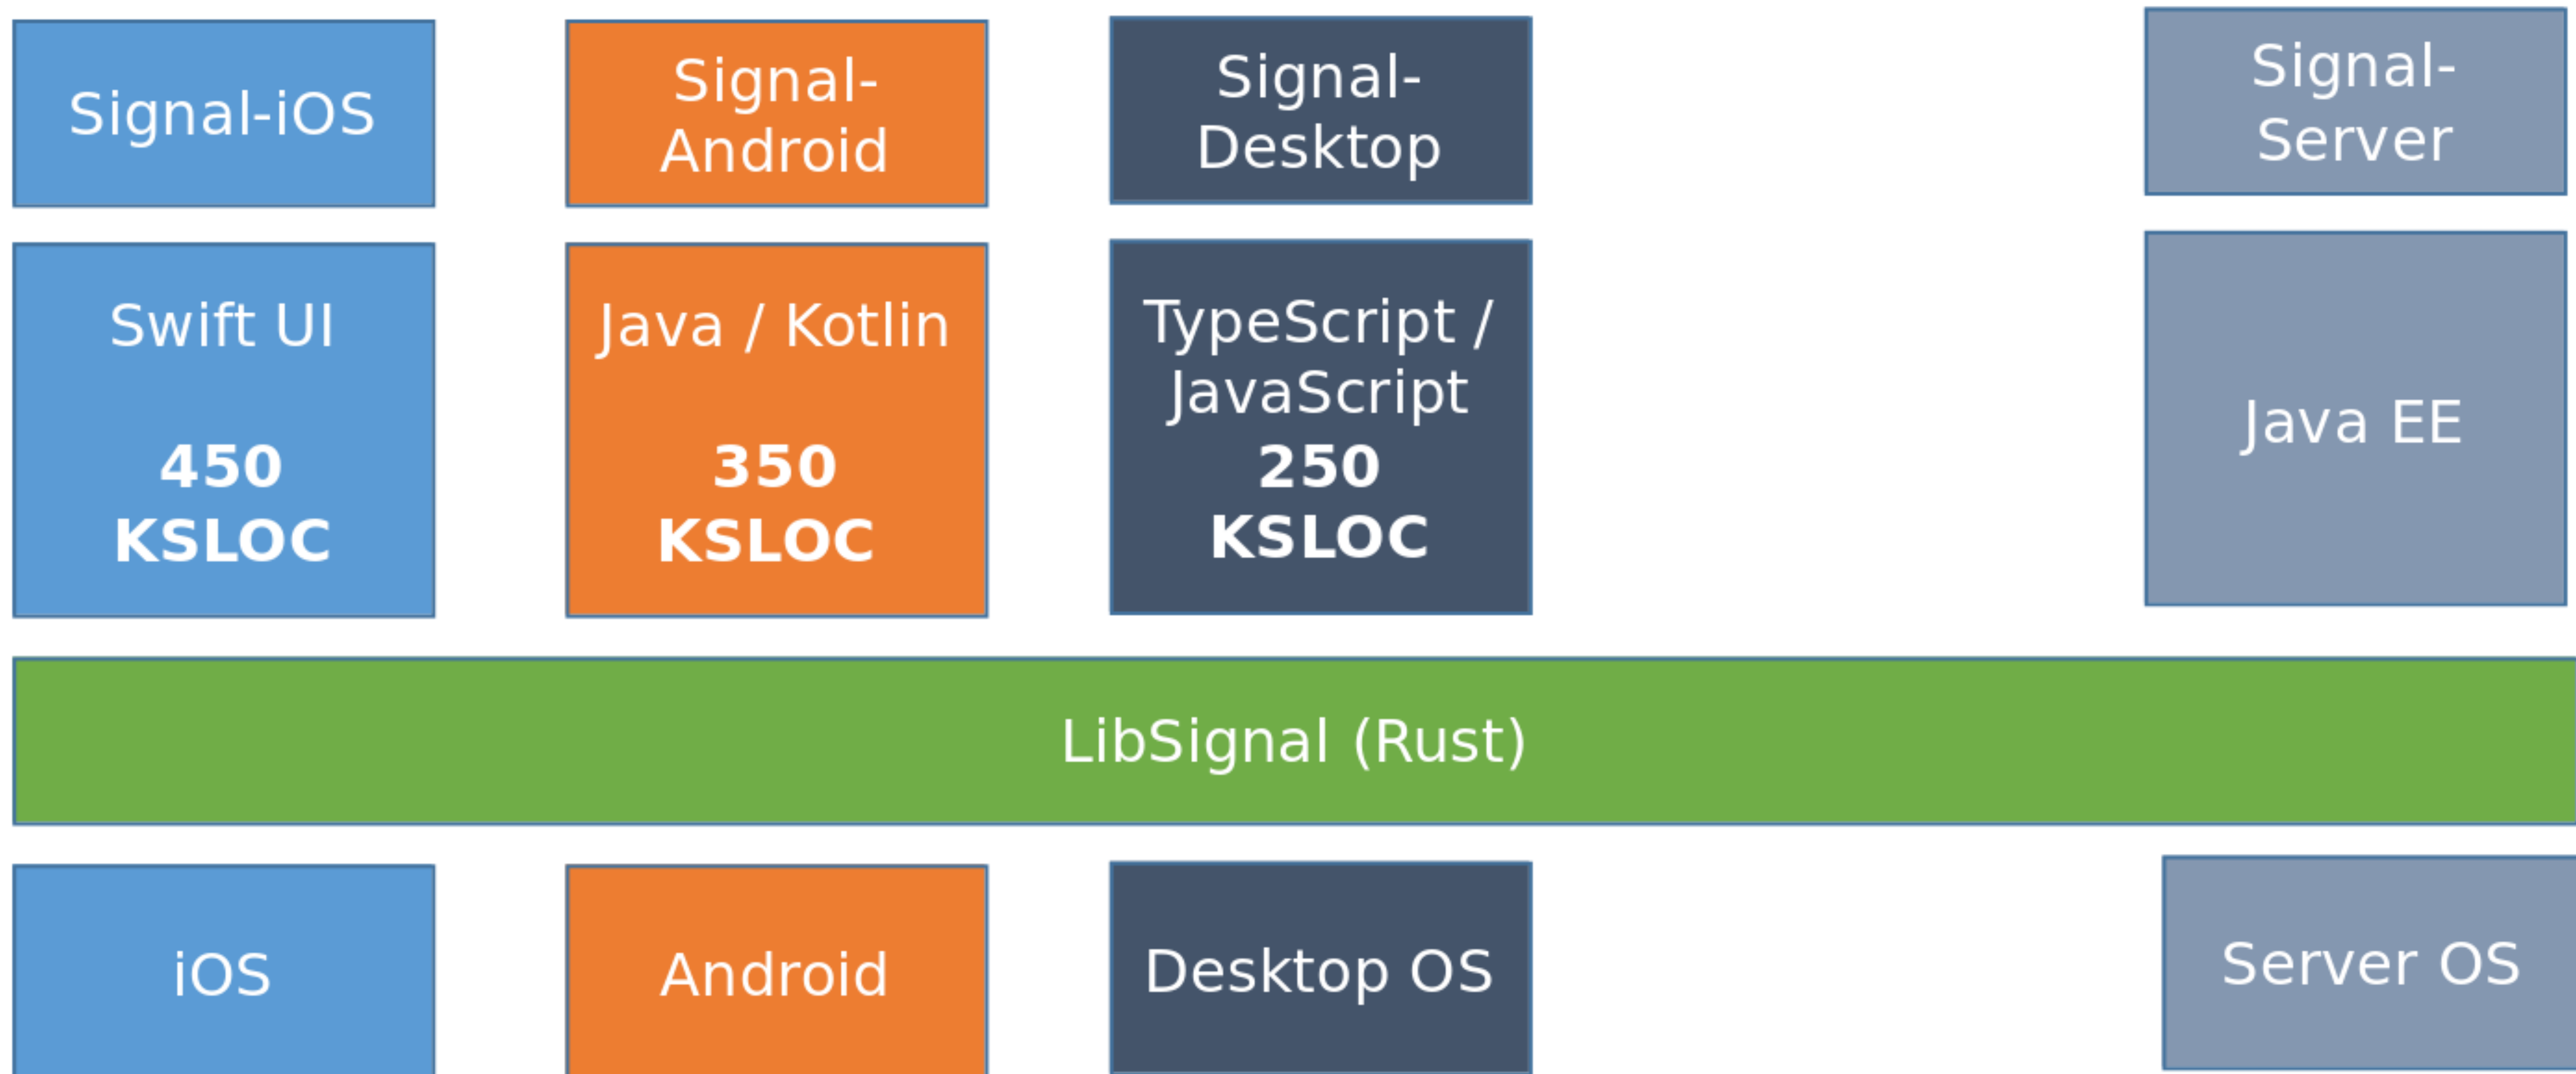 Signal-iOS
Signal-
Android
Signal-
Desktop
Signal-
Server
Swift UI
450
KSLOC
Java / Kotlin
350
KSLOC
TypeScript /
JavaScript
250
KSLOC
Java EE
LibSignal (Rust)
iOS
Android
Desktop OS
Server OS